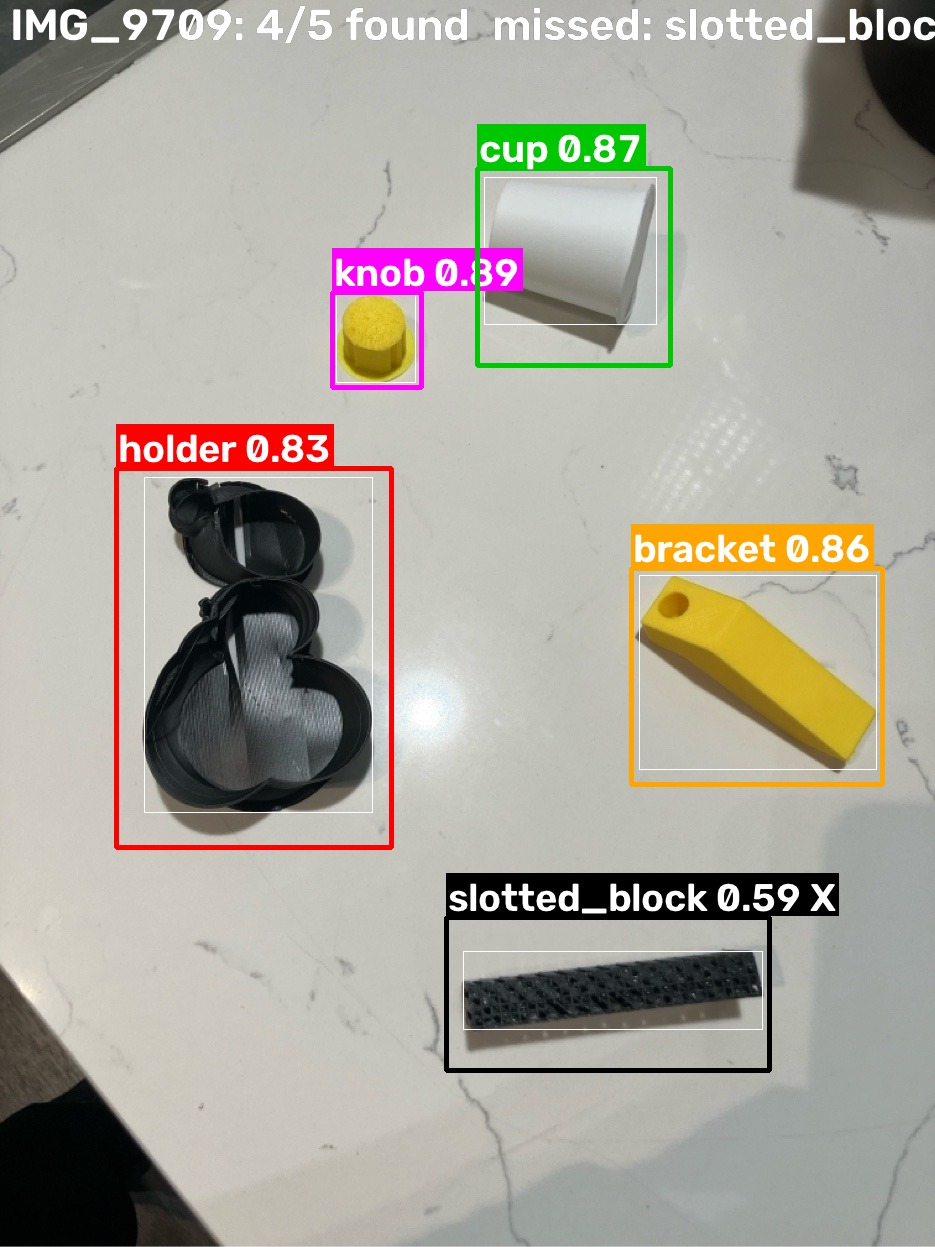 IMG_9709: 4/5 found missed: slotted_bloc
cup 0.87
knob 0.89
holder 0.83
bracket 0.86
slotted_block 0.59 X